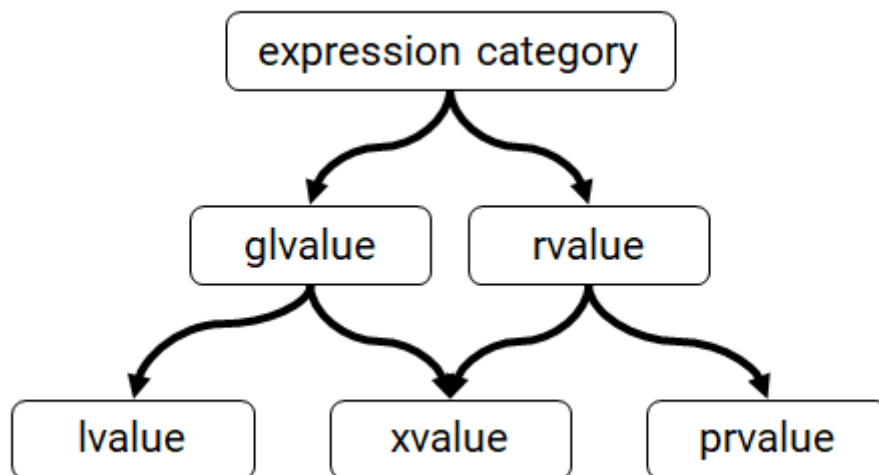 expression category
glvalue
rvalue
lvalue
xvalue
prvalue